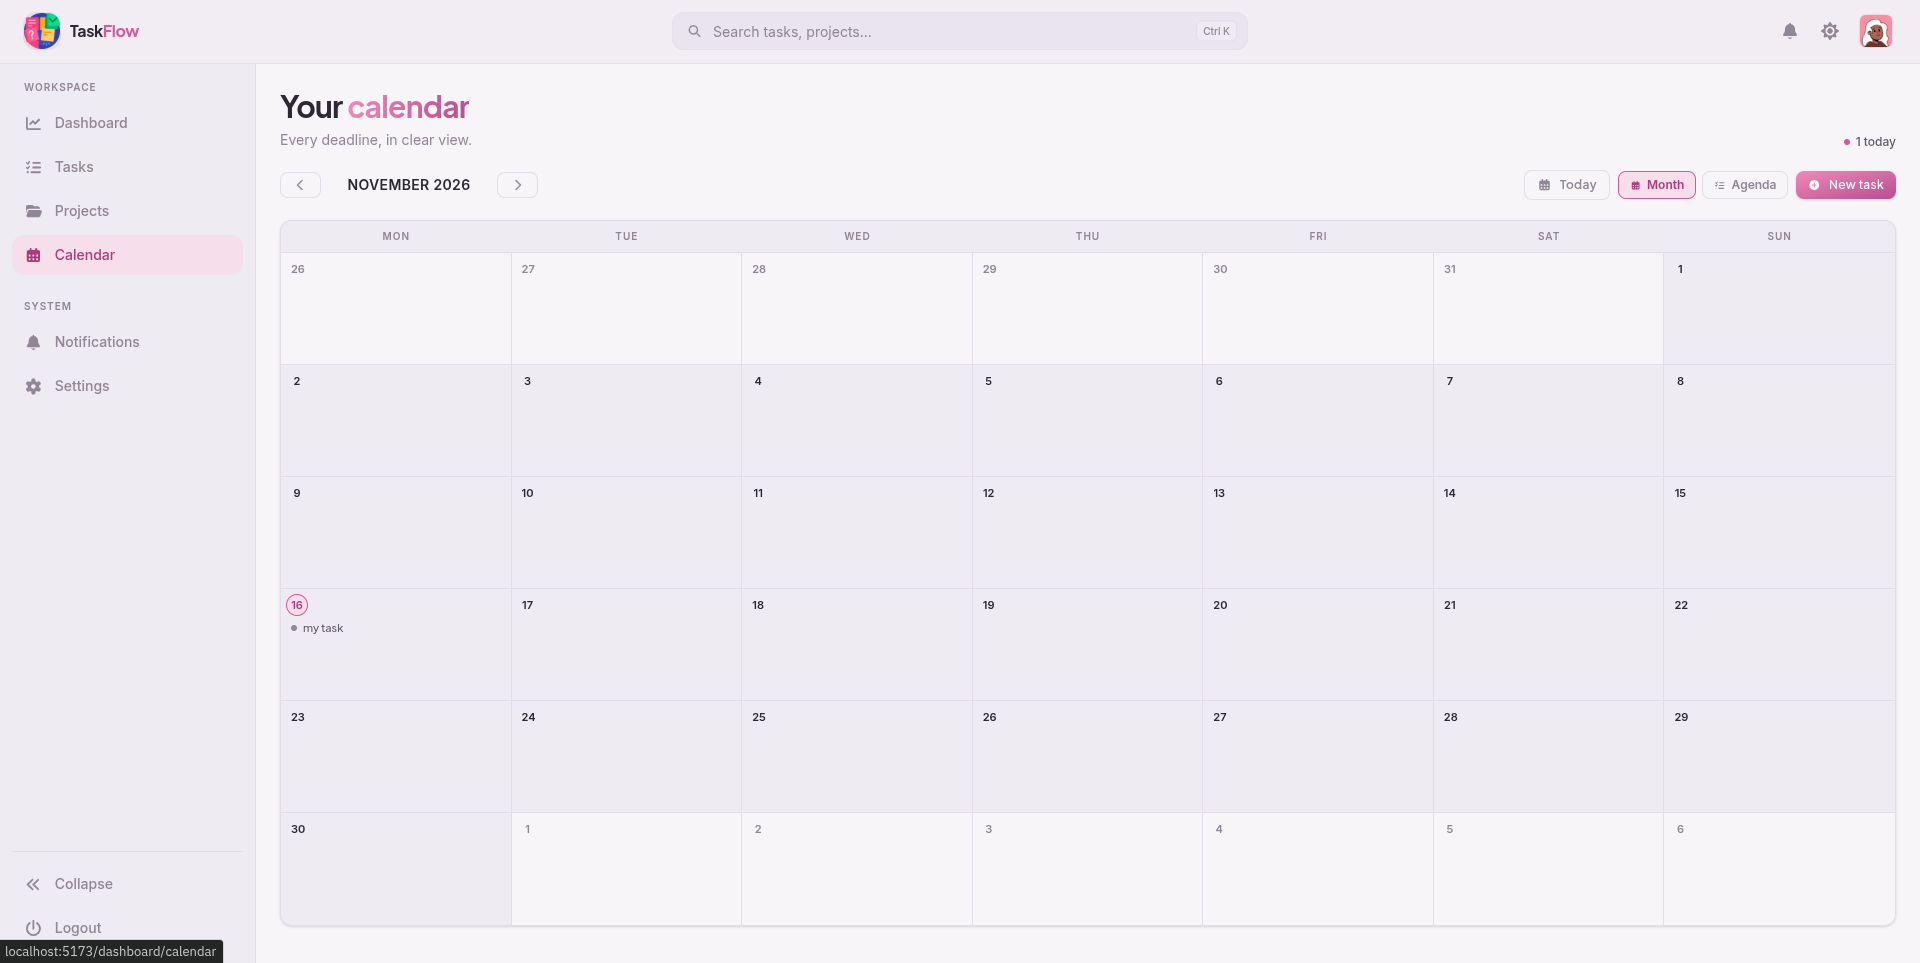 TaskFlow
Search tasks, projects...
Ctrl K
WORKSPACE
Dashboard
Tasks
Projects
Calendar
SYSTEM
Notifications
Settings
Collapse
Logout
localhost:5173/dashboard/calendar
Your calendar
Every deadline, in clear view.
1 today
NOVEMBER 2026
Today
Month
Agenda
New task
MON TUE WED THU FRI SAT SUN
26 27 28 29 30 31 1
2 3 4 5 6 7 8
9 10 11 12 13 14 15
16 17 18 19 20 21 22
my task
23 24 25 26 27 28 29
30 1 2 3 4 5 6